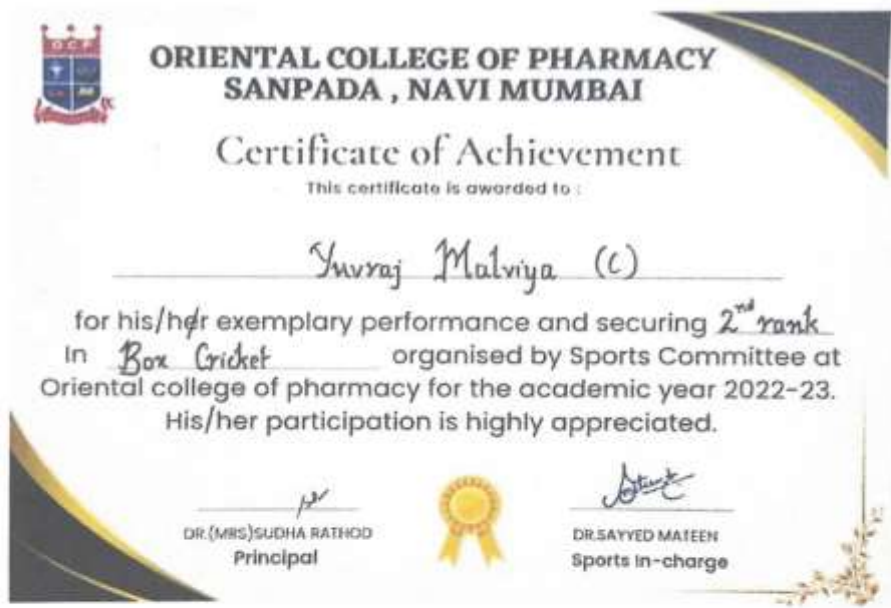 OCP
ORIENTAL COLLEGE OF PHARMACY
SANPADA , NAVI MUMBAI
Certificate of Achievement
This certificate is aworded to :
Yuvraj Malviya (C)
for his/her exemplary performance and securing 2nd rank
In Box Cricket organised by Sports Committee at
Oriental college of pharmacy for the academic year 2022-23.
His/her participation is highly appreciated.
DR.(MRS)SUDHA RATHOD
Principal
DR.SAYYED MATEEN
Sports In-charge